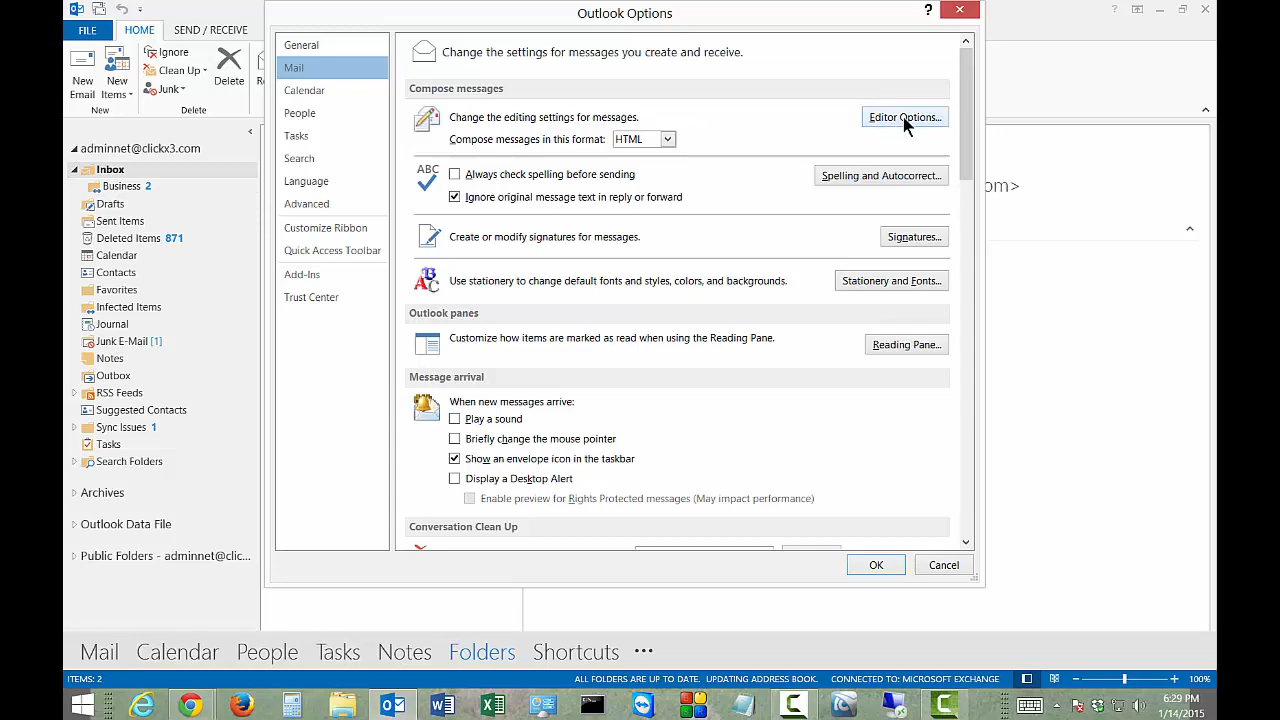 Outlook Options
?
FILE
HOME
SEND / RECEIVE
New
Email
New
Items
Ignore
Clean Up
Junk
Delete
New
Delete
adminnet@clickx3.com
Inbox
Business 2
Drafts
Sent Items
Deleted Items 871
Calendar
Contacts
Favorites
Infected Items
Journal
Junk E-Mail [1]
Notes
Outbox
RSS Feeds
Suggested Contacts
Sync Issues 1
Tasks
Search Folders
Archives
Outlook Data File
Public Folders - adminnet@clic...
General
Mail
Calendar
People
Tasks
Search
Language
Advanced
Customize Ribbon
Quick Access Toolbar
Add-Ins
Trust Center
Change the settings for messages you create and receive.
Compose messages
Change the editing settings for messages.
Editor Options...
Compose messages in this format: HTML
ABC
Always check spelling before sending
Spelling and Autocorrect...
Ignore original message text in reply or forward
Create or modify signatures for messages.
Signatures...
Use stationery to change default fonts and styles, colors, and backgrounds.
Stationery and Fonts...
Outlook panes
Customize how items are marked as read when using the Reading Pane.
Reading Pane...
Message arrival
When new messages arrive:
Play a sound
Briefly change the mouse pointer
Show an envelope icon in the taskbar
Display a Desktop Alert
Enable preview for Rights Protected messages (May impact performance)
Conversation Clean Up
OK
Cancel
om>
Mail Calendar People Tasks Notes Folders Shortcuts •••
ITEMS: 2
ALL FOLDERS ARE UP TO DATE. UPDATING ADDRESS BOOK. CONNECTED TO: MICROSOFT EXCHANGE
100%
6:29 PM
1/14/2015